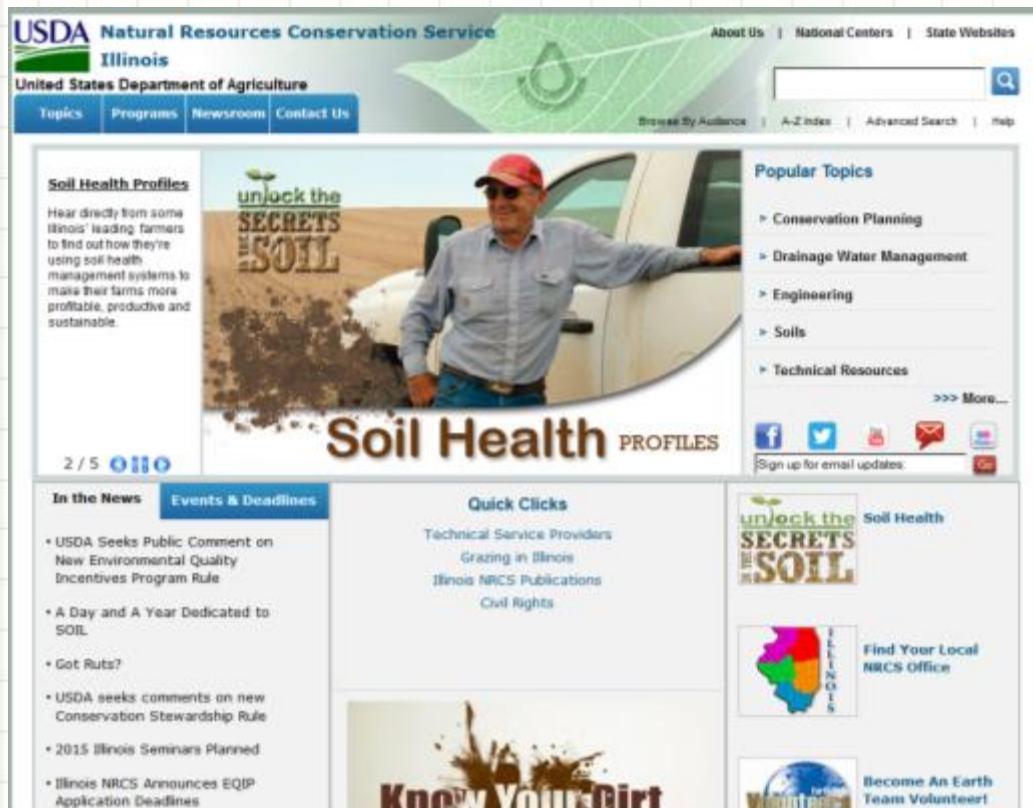 USDA Natural Resources Conservation Service
Illinois
United States Department of Agriculture
About Us | National Centers | State Websites
Topics Programs Newsroom Contact Us
Browse By Audience | A-Z Index | Advanced Search | Help
Soil Health Profiles
Hear directly from some
Illinois' leading farmers
to find out how they're
using soil health
management systems to
make their farms more
profitable, productive and
sustainable.
2 / 5
unlock the
SECRETS
IN THE
SOIL
Soil Health PROFILES
Popular Topics
Conservation Planning
Drainage Water Management
Engineering
Soils
Technical Resources
>>> More...
Sign up for email updates:
Go
In the News
Events & Deadlines
• USDA Seeks Public Comment on
New Environmental Quality
Incentives Program Rule
• A Day and A Year Dedicated to
SOIL
• Got Ruts?
• USDA seeks comments on new
Conservation Stewardship Rule
• 2015 Illinois Seminars Planned
• Illinois NRCS Announces EQIP
Application Deadlines
Quick Clicks
Technical Service Providers
Grazing in Illinois
Illinois NRCS Publications
Civil Rights
Know Your Dirt
unlock the
SECRETS
IN THE
SOIL
Soil Health
ILLINOIS
Find Your Local
NRCS Office
Volunteer
Become An Earth
Team Volunteer!